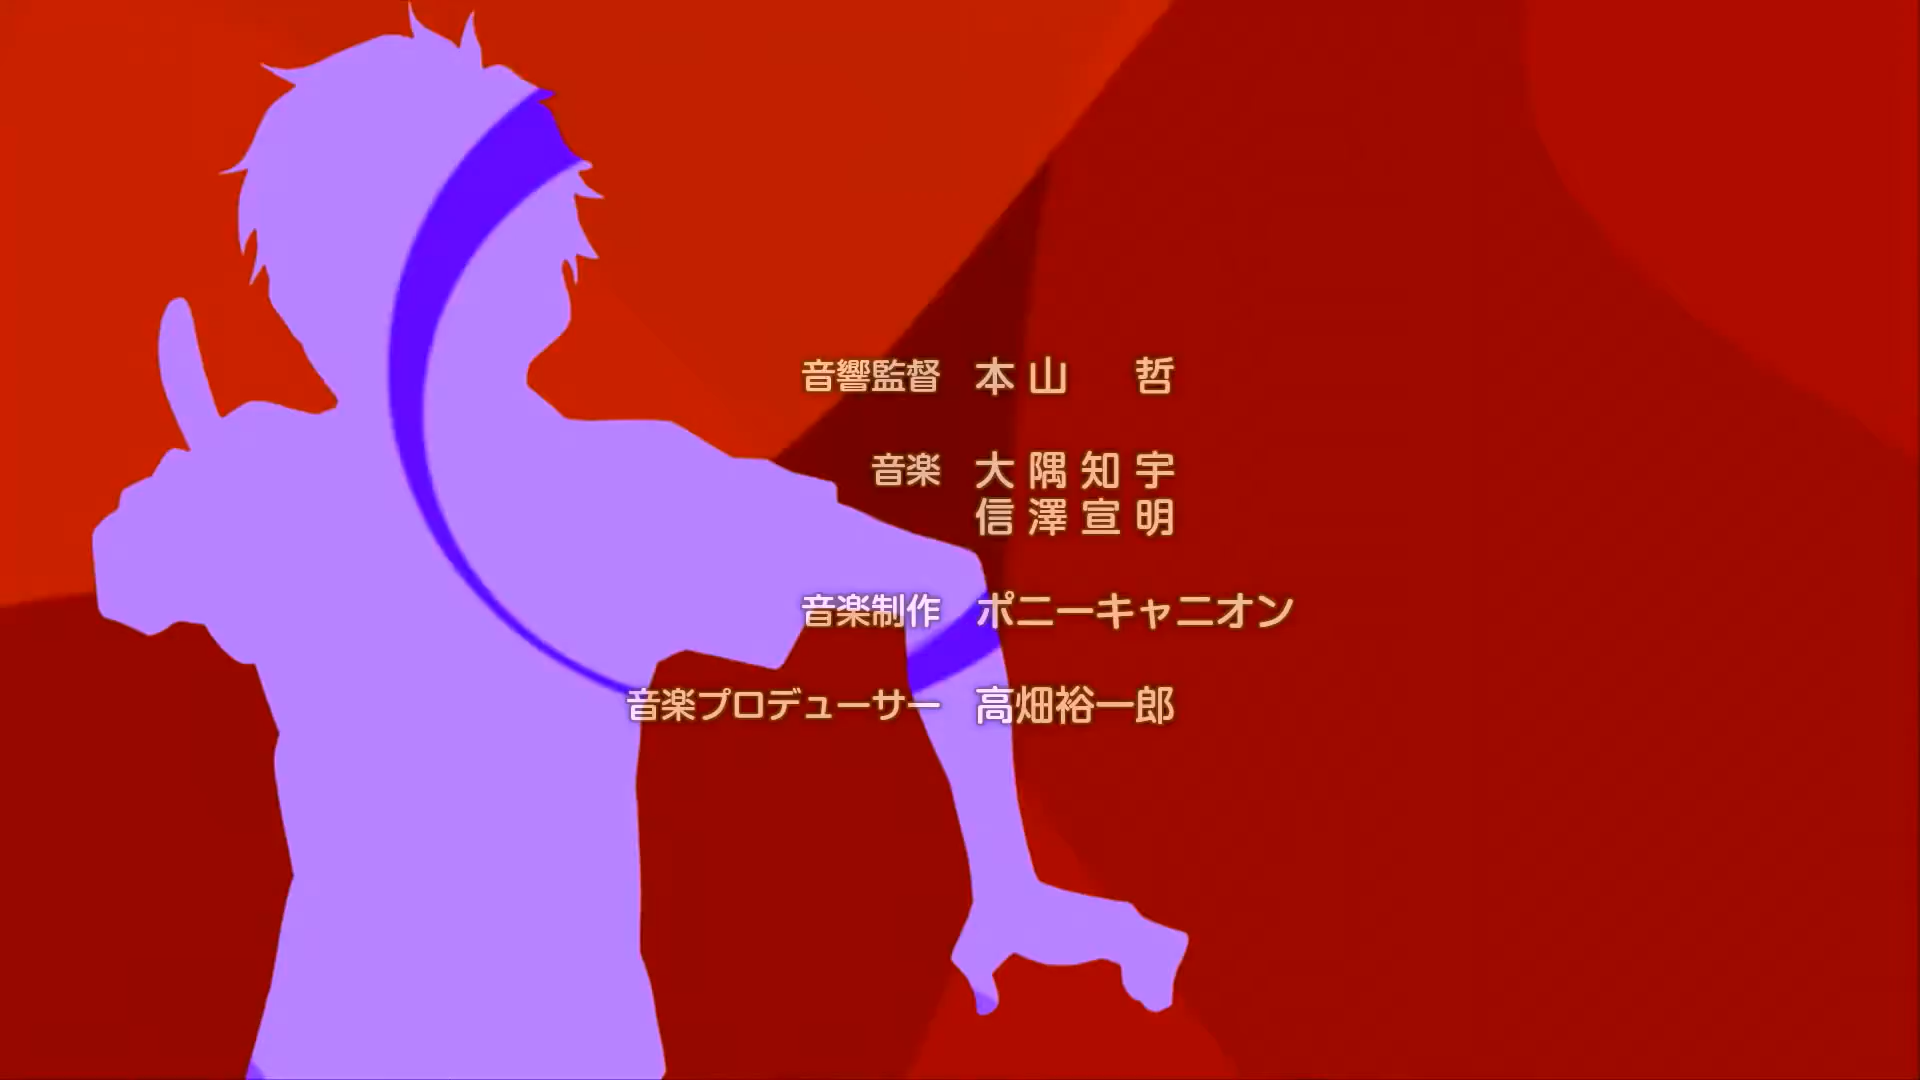 音響監督　本山　哲
音楽　大隅知宇
信澤宣明
音楽制作　ポニーキャニオン
音楽プロデューサー　高畑裕一郎